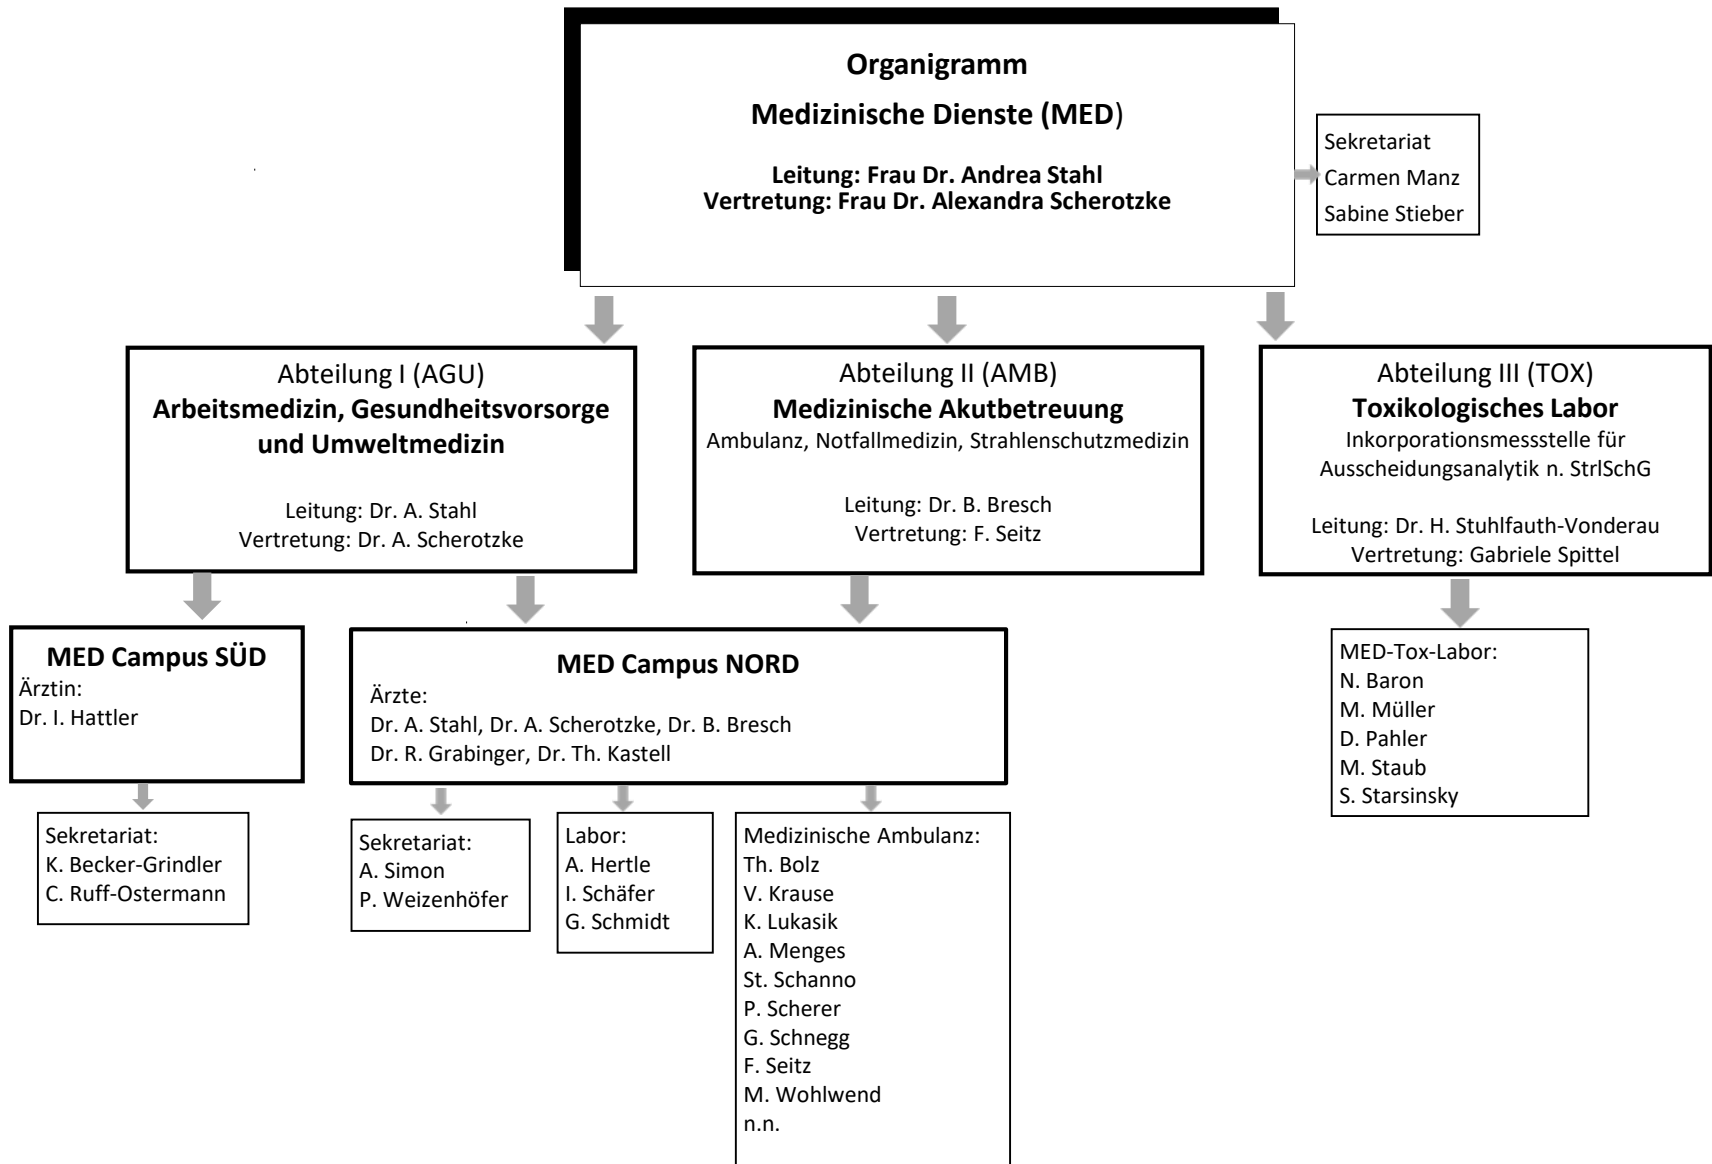 Organigramm
Medizinische Dienste (MED)
Leitung: Frau Dr. Andrea Stahl
Vertretung: Frau Dr. Alexandra Scherotzke
Sekretariat
Carmen Manz
Sabine Stieber
Abteilung I (AGU)
Arbeitsmedizin, Gesundheitsvorsorge
und Umweltmedizin
Leitung: Dr. A. Stahl
Vertretung: Dr. A. Scherotzke
Abteilung II (AMB)
Medizinische Akutbetreuung
Ambulanz, Notfallmedizin, Strahlenschutzmedizin
Leitung: Dr. B. Bresch
Vertretung: F. Seitz
Abteilung III (TOX)
Toxikologisches Labor
Inkorporationsmessstelle für
Ausscheidungsanalytik n. StrlSchG
Leitung: Dr. H. Stuhlfauth-Vonderau
Vertretung: Gabriele Spittel
MED Campus SÜD
Ärztin:
Dr. I. Hattler
MED Campus NORD
Ärzte:
Dr. A. Stahl, Dr. A. Scherotzke, Dr. B. Bresch
Dr. R. Grabinger, Dr. Th. Kastell
MED-Tox-Labor:
N. Baron
M. Müller
D. Pahler
M. Staub
S. Starsinsky
Sekretariat:
K. Becker-Grindler
C. Ruff-Ostermann
Sekretariat:
A. Simon
P. Weizenhöfer
Labor:
A. Hertle
I. Schäfer
G. Schmidt
Medizinische Ambulanz:
Th. Bolz
V. Krause
K. Lukasik
A. Menges
St. Schanno
P. Scherer
G. Schnegg
F. Seitz
M. Wohlwend
n.n.